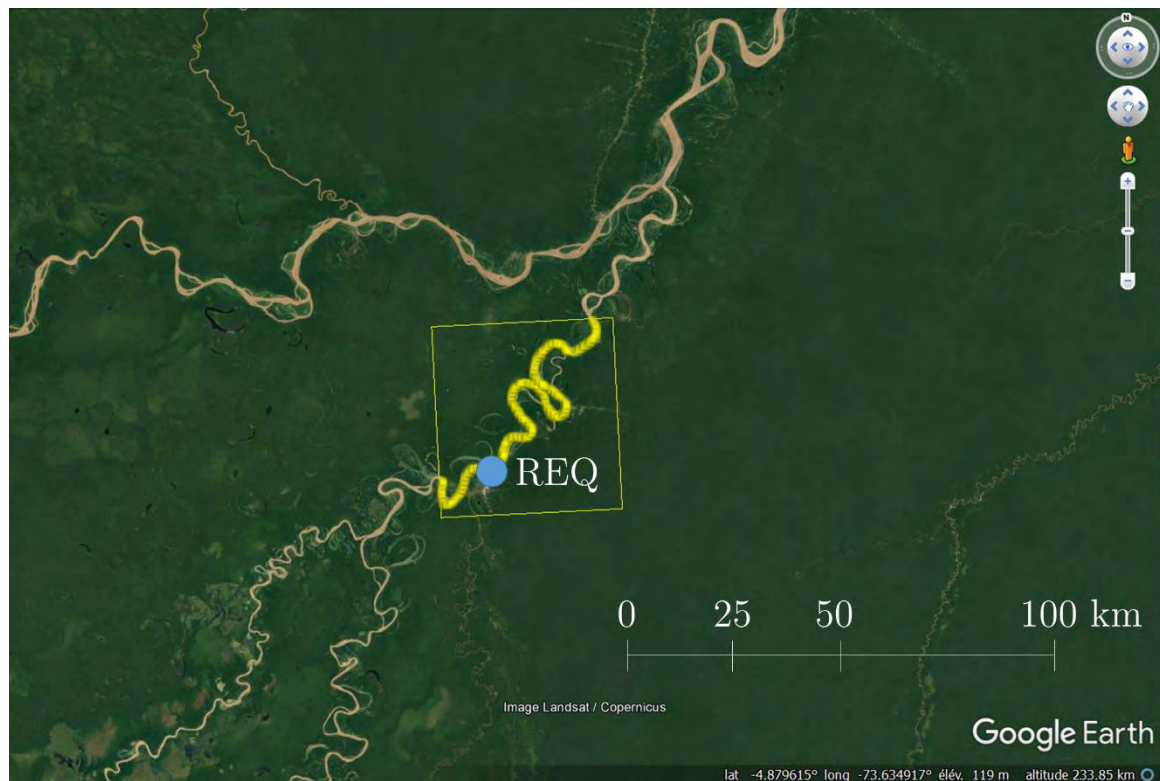 N
REQ
0 25 50 100 km
Image Landsat / Copernicus
Google Earth
lat -4.879615° long -73.634917° élév. 119 m altitude 233.85 km